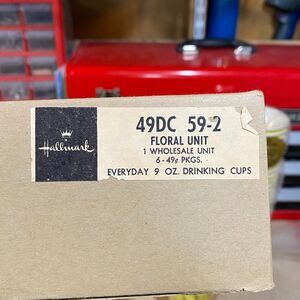 Hallmark
49DC 59-2
FLORAL UNIT
1 WHOLESALE UNIT
6-49¢ PKGS.
EVERYDAY 9 OZ. DRINKING CUPS